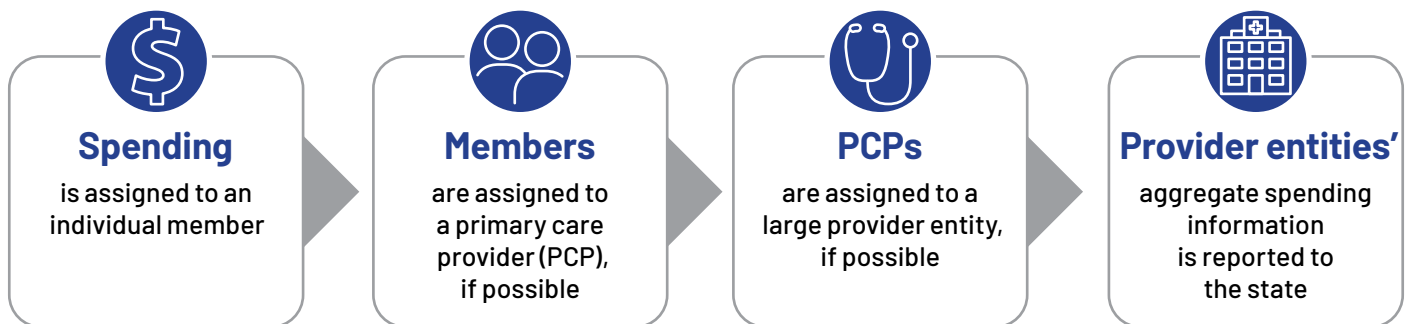 Spending
is assigned to an
individual member
Members
are assigned to
a primary care
provider (PCP),
if possible
PCPs
are assigned to a
large provider entity,
if possible
Provider entities’
aggregate spending
information
is reported to
the state